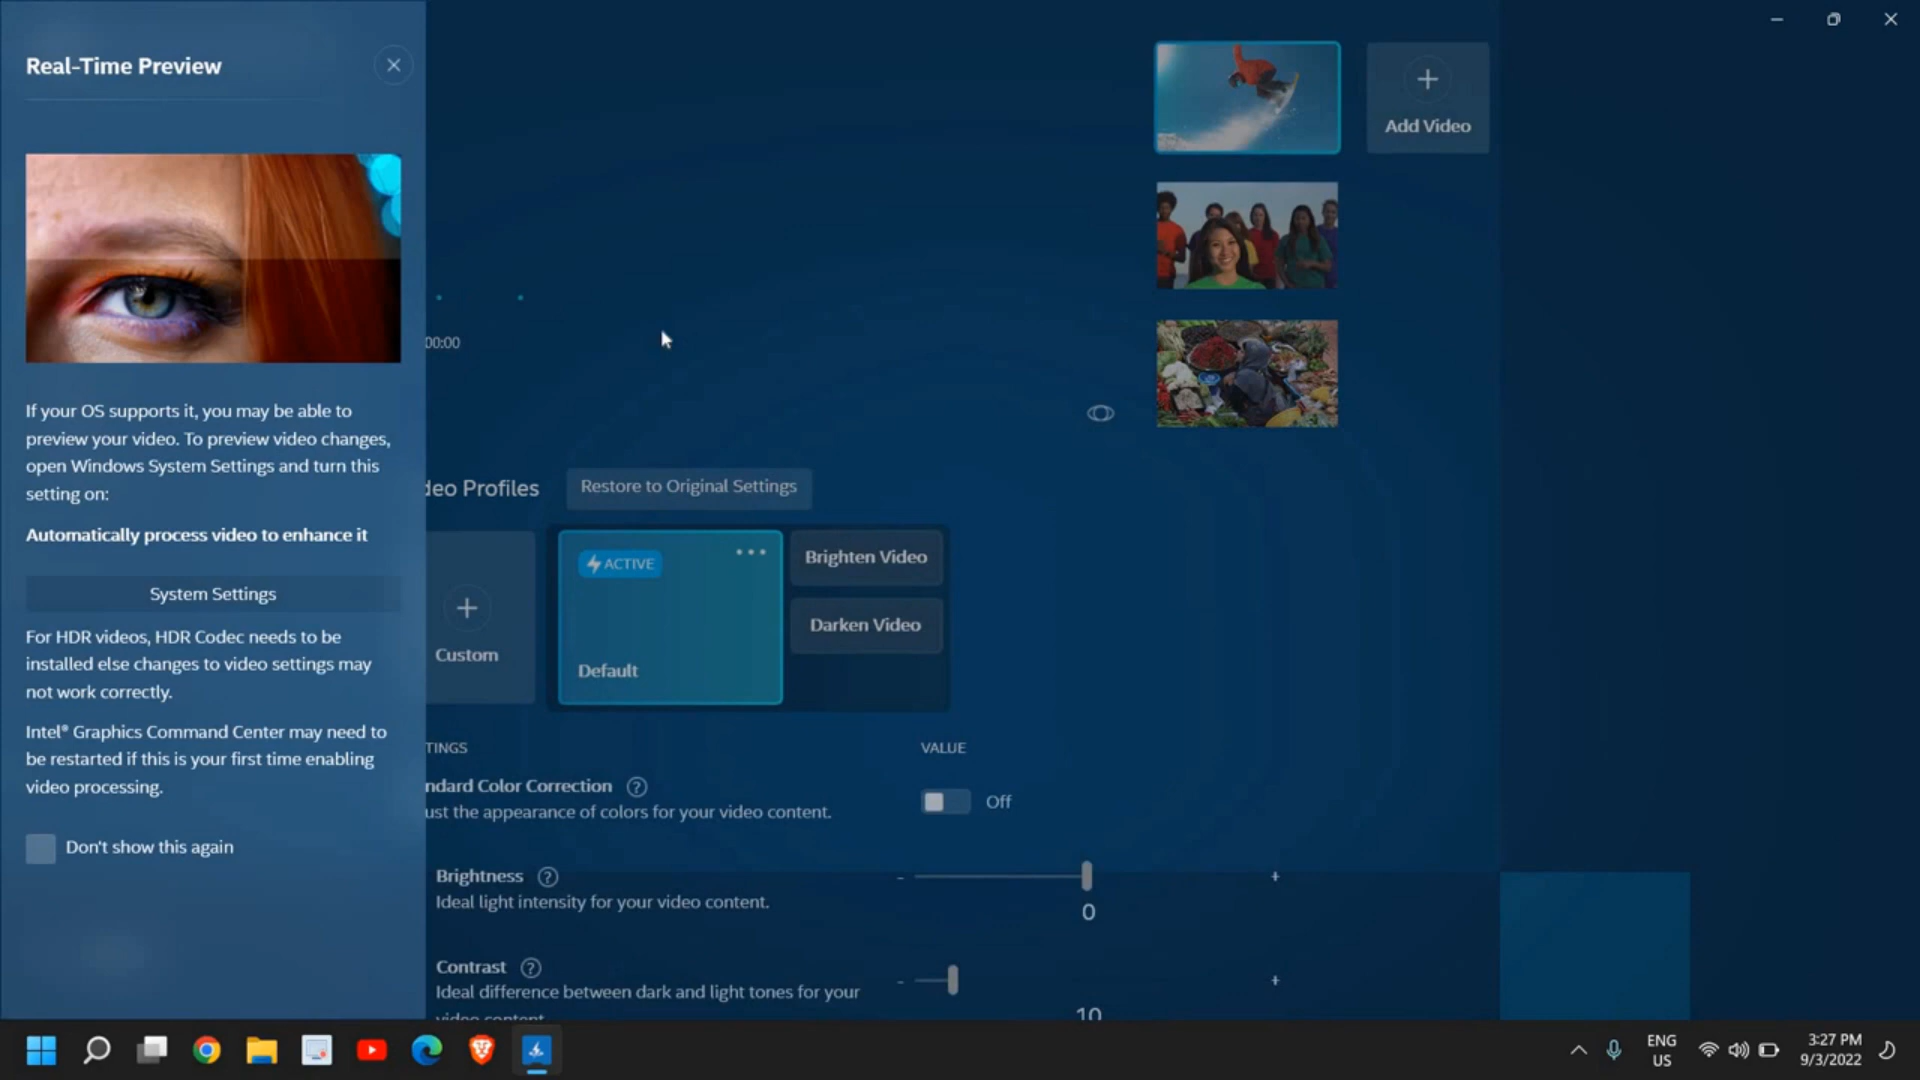 Real-Time Preview
If your OS supports it, you may be able to
preview your video. To preview video changes,
open Windows System Settings and turn this
setting on:
Automatically process video to enhance it
System Settings
For HDR videos, HDR Codec needs to be
installed else changes to video settings may
not work correctly.
Intel® Graphics Command Center may need to
be restarted if this is your first time enabling
video processing.
Don't show this again
Add Video
00:00
deo Profiles
Restore to Original Settings
Custom
ACTIVE
Default
Brighten Video
Darken Video
TINGS
VALUE
ndard Color Correction ?
ust the appearance of colors for your video content.
Off
Brightness ?
Ideal light intensity for your video content.
- +
0
Contrast ?
Ideal difference between dark and light tones for your
video content.
- +
10
ENG
US
3:27 PM
9/3/2022